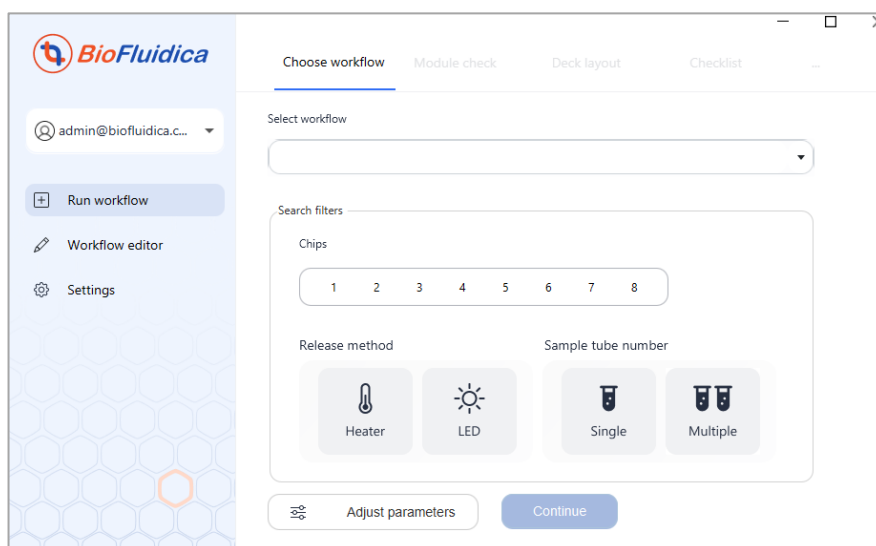 BioFluidica
admin@biofluidica.c...
Run workflow
Workflow editor
Settings
Choose workflow Module check Deck layout Checklist ...
Select workflow
Search filters
Chips
1 2 3 4 5 6 7 8
Release method Sample tube number
Heater LED Single Multiple
Adjust parameters Continue